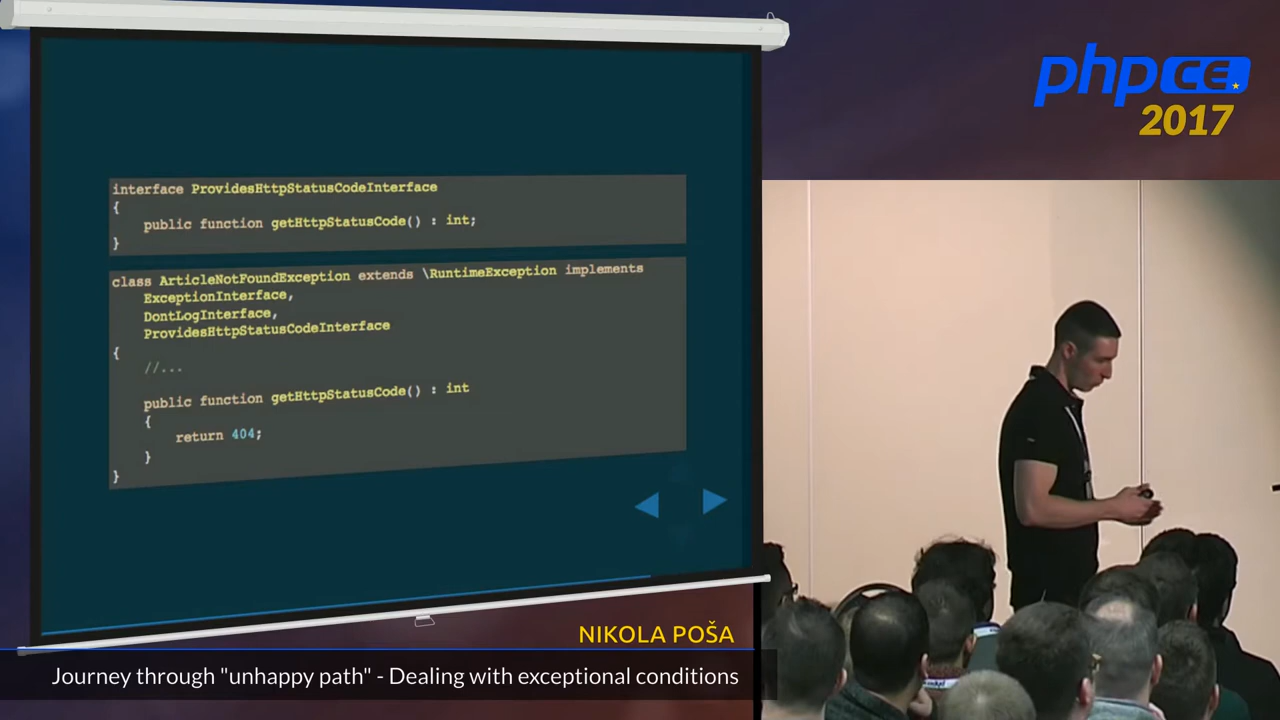 interface ProvidesHttpStatusCodeInterface
{
    public function getHttpStatusCode() : int;
}
class ArticleNotFoundException extends \RuntimeException implements
    ExceptionInterface,
    DontLogInterface,
    ProvidesHttpStatusCodeInterface
{
    //...
    public function getHttpStatusCode() : int
    {
        return 404;
    }
}
phpCE
2017
NIKOLA POŠA
Journey through "unhappy path" - Dealing with exceptional conditions